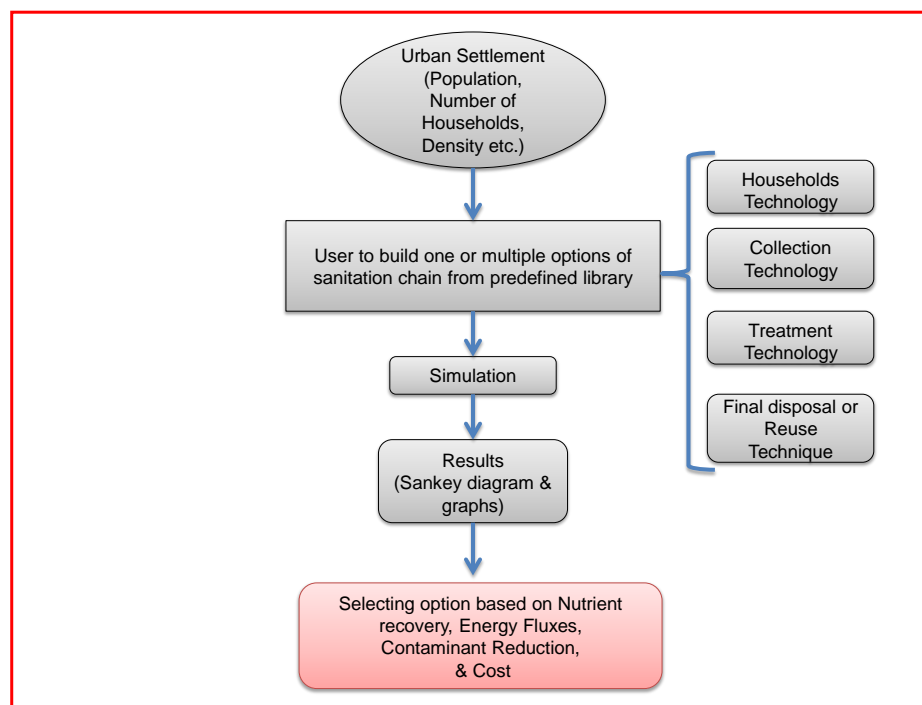 Urban Settlement
(Population,
Number of
Households,
Density etc.)
User to build one or multiple options of
sanitation chain from predefined library
Households
Technology
Collection
Technology
Treatment
Technology
Final disposal or
Reuse
Technique
Simulation
Results
(Sankey diagram &
graphs)
Selecting option based on Nutrient
recovery, Energy Fluxes,
Contaminant Reduction,
& Cost